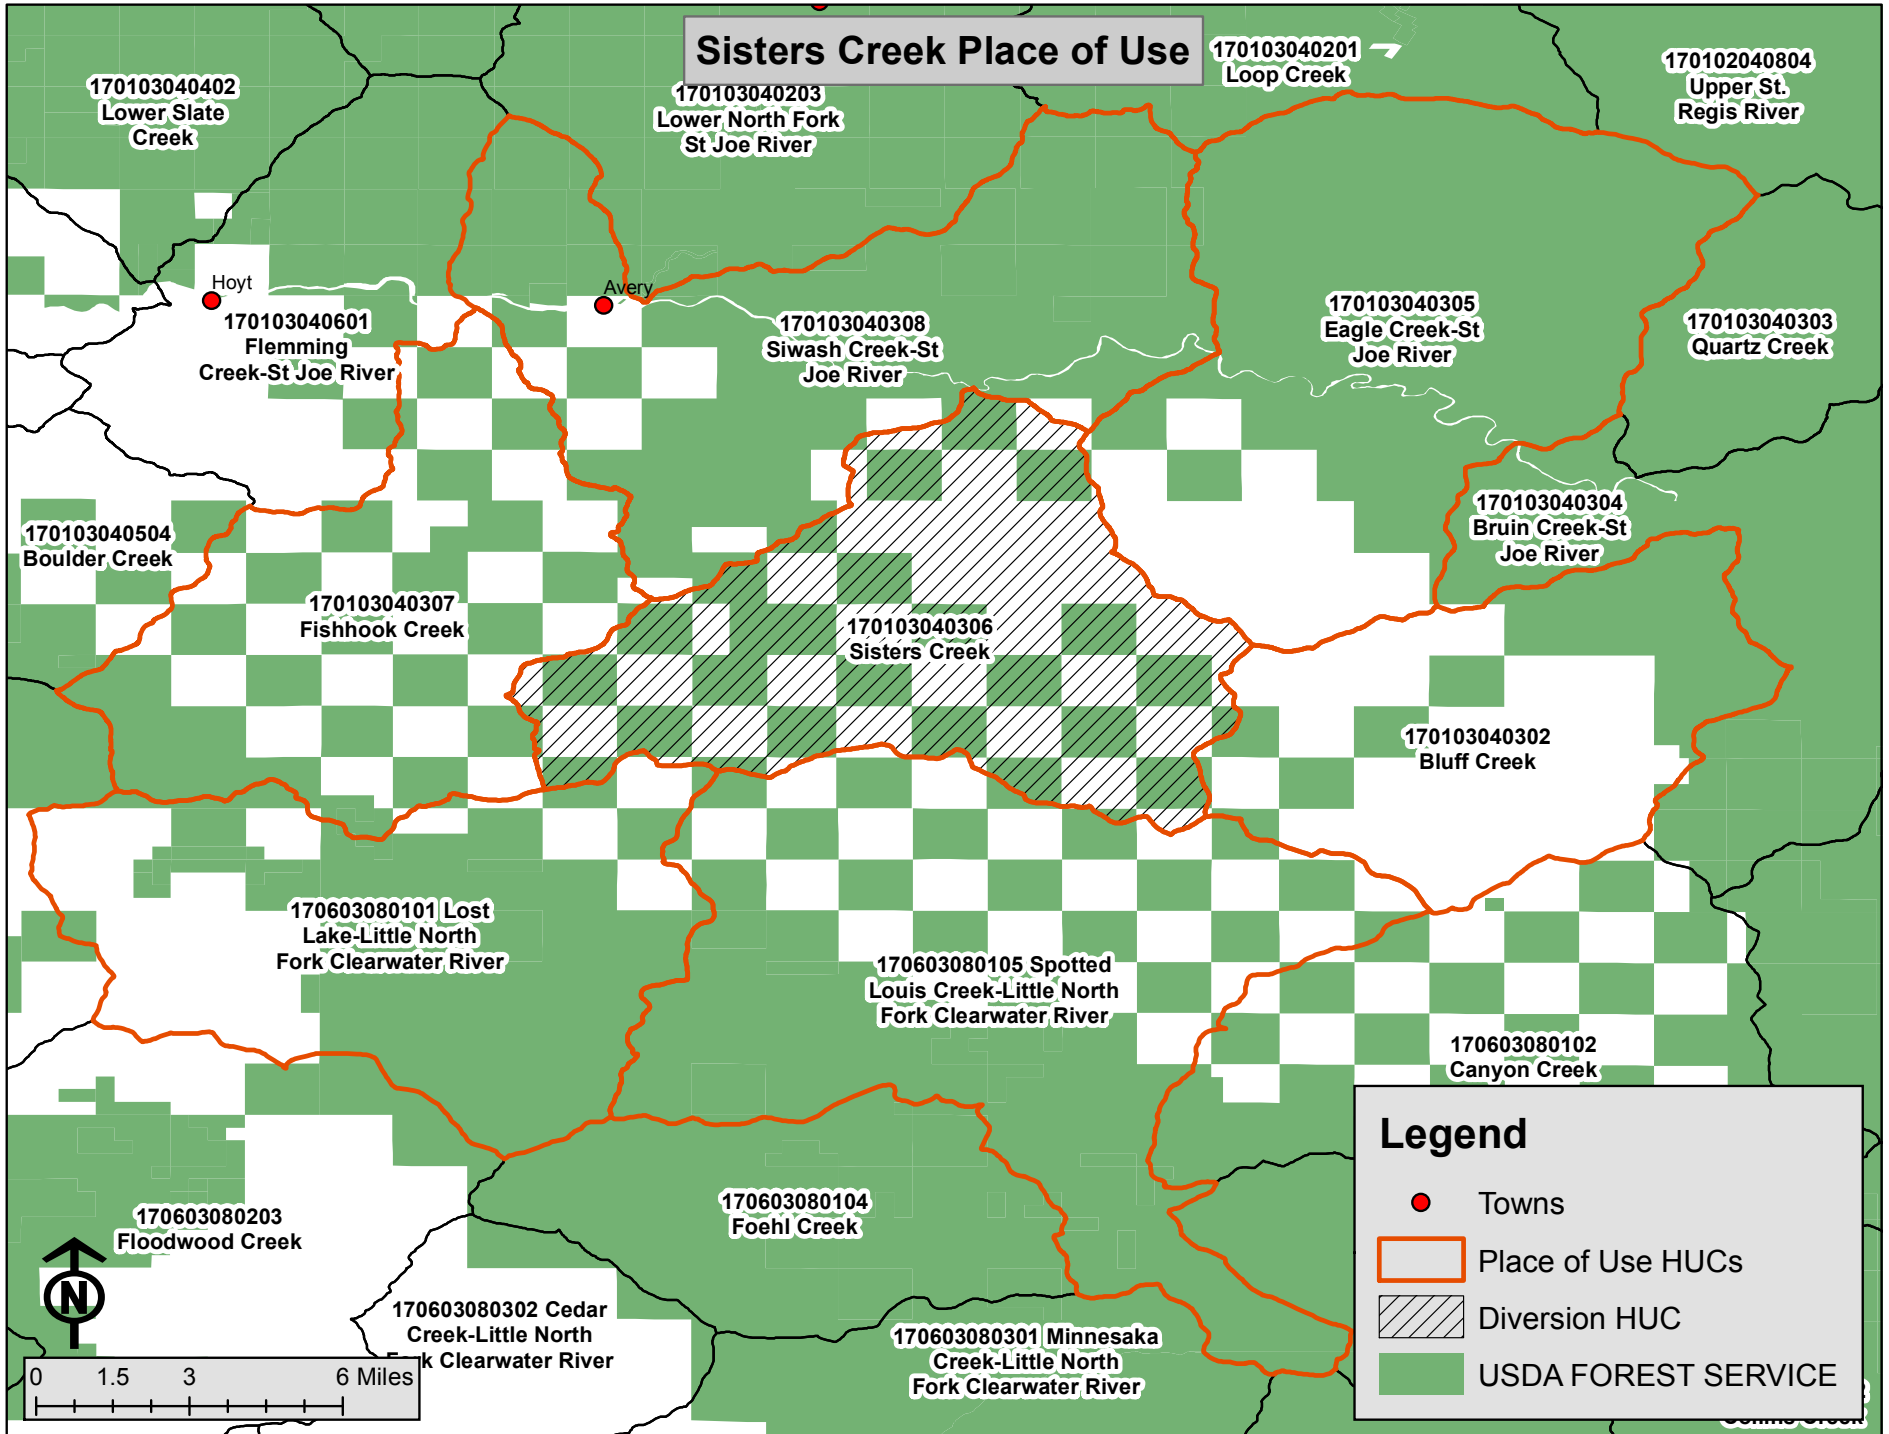 Sisters Creek Place of Use
170103040201
Loop Creek
170102040804
Upper St.
Regis River
170103040402
Lower Slate
Creek
170103040203
Lower North Fork
St Joe River
Hoyt
Avery
170103040601
Flemming
Creek-St Joe River
170103040308
Siwash Creek-St
Joe River
170103040305
Eagle Creek-St
Joe River
170103040303
Quartz Creek
170103040504
Boulder Creek
170103040304
Bruin Creek-St
Joe River
170103040307
Fishhook Creek
170103040306
Sisters Creek
170103040302
Bluff Creek
170603080101 Lost
Lake-Little North
Fork Clearwater River
170603080105 Spotted
Louis Creek-Little North
Fork Clearwater River
170603080102
Canyon Creek
170603080104
Foehl Creek
170603080203
Floodwood Creek
170603080302 Cedar
Creek-Little North
Fork Clearwater River
170603080301 Minnesaka
Creek-Little North
Fork Clearwater River
N
0 1.5 3 6 Miles
Legend
Towns
Place of Use HUCs
Diversion HUC
USDA FOREST SERVICE